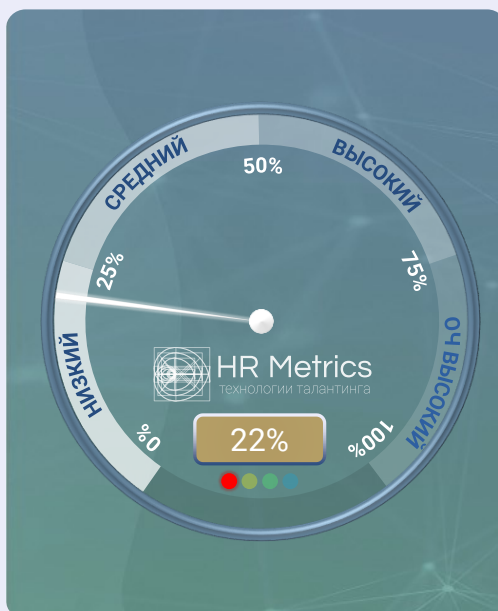 СРЕДНИЙ
ВЫСОКИЙ
50%
25%
75%
НИЗКИЙ
ОЧ ВЫСОКИЙ
HR Metrics
технологии талантинга
0%
100%
22%